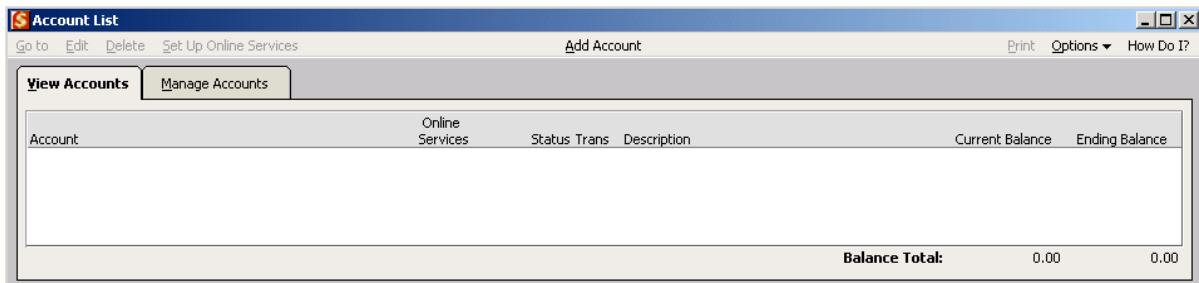 Account List
Go to Edit Delete Set Up Online Services Add Account Print Options How Do I?
View Accounts Manage Accounts
Online
Account Services Status Trans Description Current Balance Ending Balance
Balance Total: 0.00 0.00